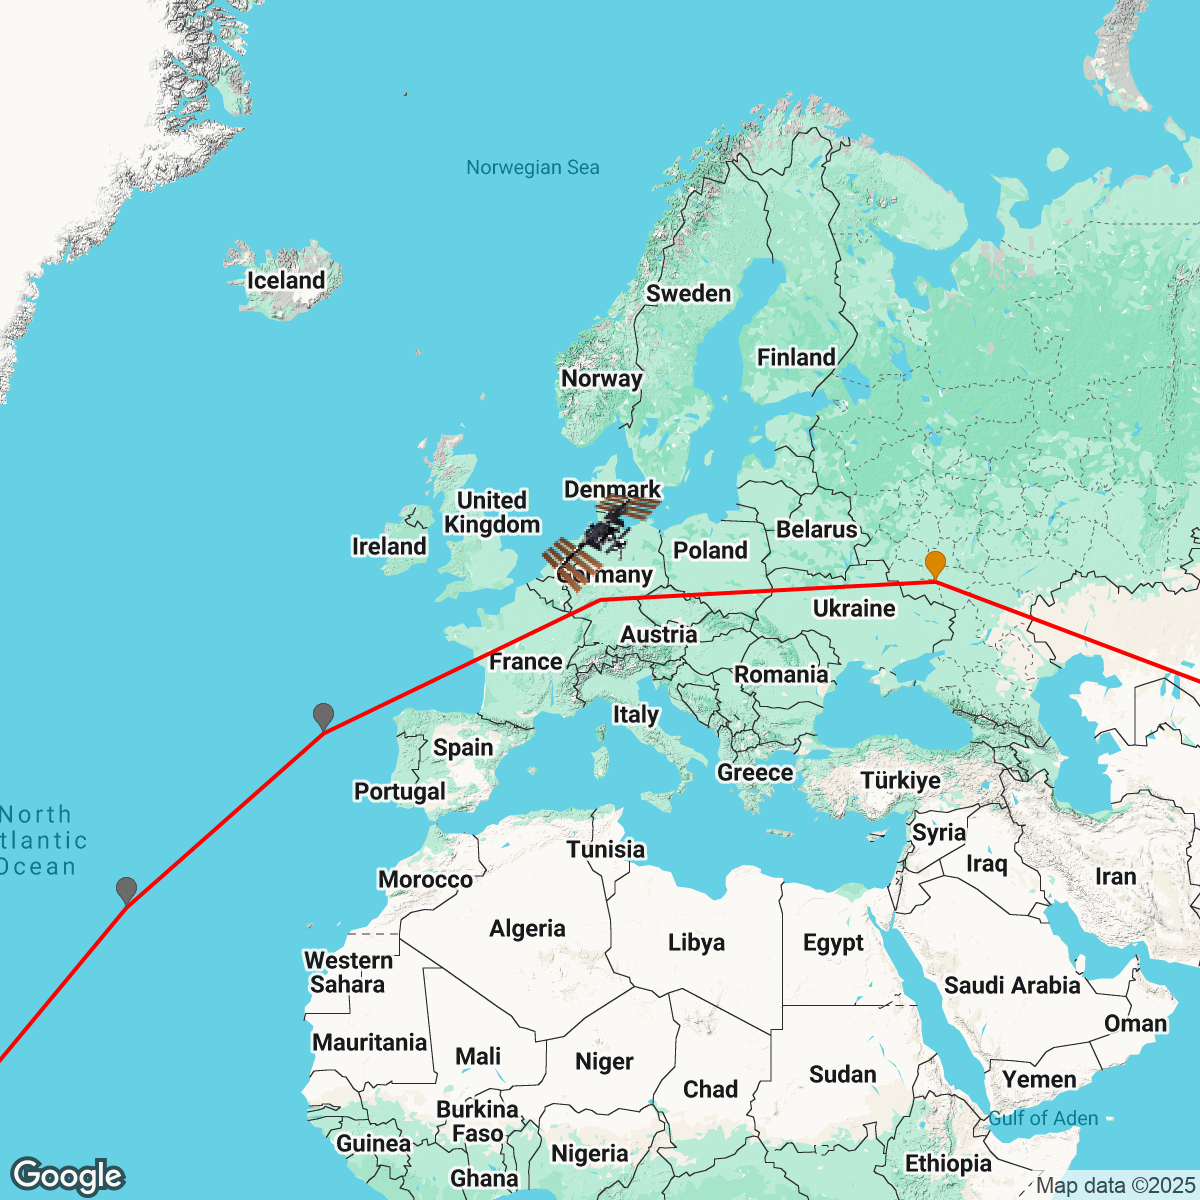 Norwegian Sea
Iceland
Sweden
Finland
Norway
Denmark
United
Kingdom
Ireland
Belarus
Poland
Germany
Ukraine
Austria
France
Romania
Italy
Spain
Greece
Türkiye
Portugal
North
tlantic
Ocean
Syria
Tunisia
Iraq
Iran
Morocco
Algeria
Libya
Egypt
Western
Sahara
Saudi Arabia
Oman
Mauritania
Mali
Niger
Chad
Sudan
Yemen
Burkina
Faso
Gulf of Aden
Guinea
Nigeria
Ethiopia
Ghana
Google
Map data ©2025